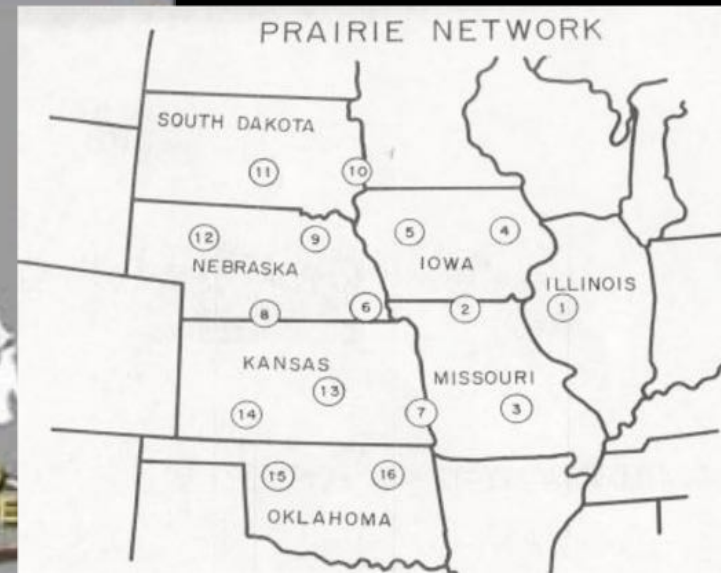 PRAIRIE NETWORK
SOUTH DAKOTA
11
10
12
9
5
4
NEBRASKA
IOWA
ILLINOIS
8
6
2
1
KANSAS
MISSOURI
13
14
7
3
15
16
OKLAHOMA